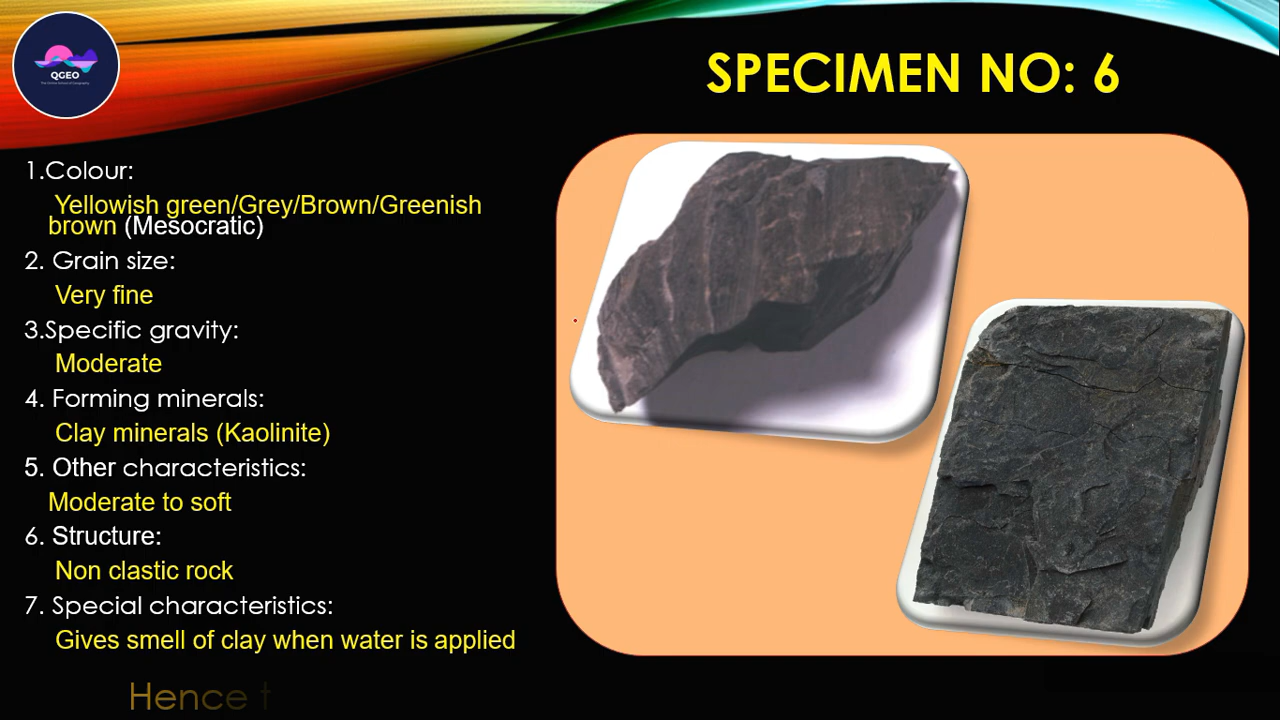 QGEO
SPECIMEN NO: 6
1.Colour:
Yellowish green/Grey/Brown/Greenish
brown (Mesocratic)
2. Grain size:
Very fine
3.Specific gravity:
Moderate
4. Forming minerals:
Clay minerals (Kaolinite)
5. Other characteristics:
Moderate to soft
6. Structure:
Non clastic rock
7. Special characteristics:
Gives smell of clay when water is applied
Hence t